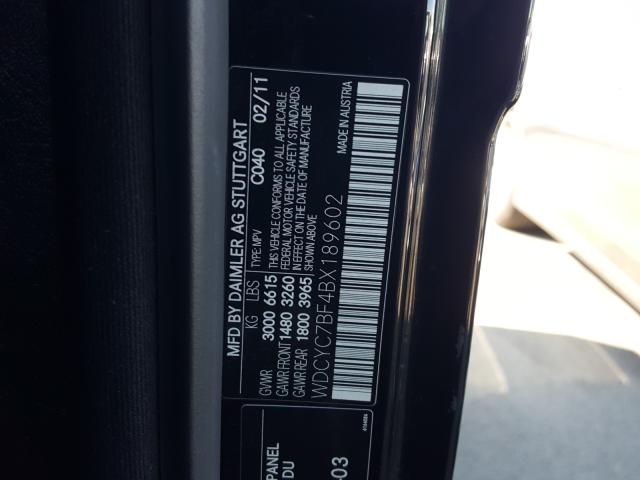 MFD BY DAIMLER AG STUTTGART
C040 02/11
KG LBS TYPE: MPV
GVWR 3000 6615 THIS VEHICLE CONFORMS TO ALL APPLICABLE
GAWR FRONT 1480 3260 FEDERAL MOTOR VEHICLE SAFETY STANDARDS
GAWR REAR 1800 3965 IN EFFECT ON THE DATE OF MANUFACTURE
WDCYC7BF4BX189602 MADE IN AUSTRIA
PANEL
DU
03